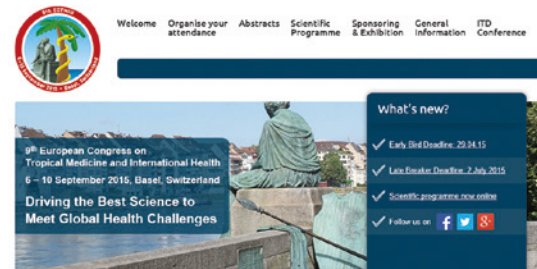 Welcome
Organise your
attendance
Abstracts
Scientific
Programme
Sponsoring
& Exhibition
General
Information
ITD
Conference
9th European Congress on
Tropical Medicine and International Health
6 – 10 September 2015, Basel, Switzerland
Driving the Best Science to
Meet Global Health Challenges
What's new?
Early Bird Deadline: 29.04.15
Late Breaker Deadline: 2 July 2015
Scientific programme now online
Follow us on